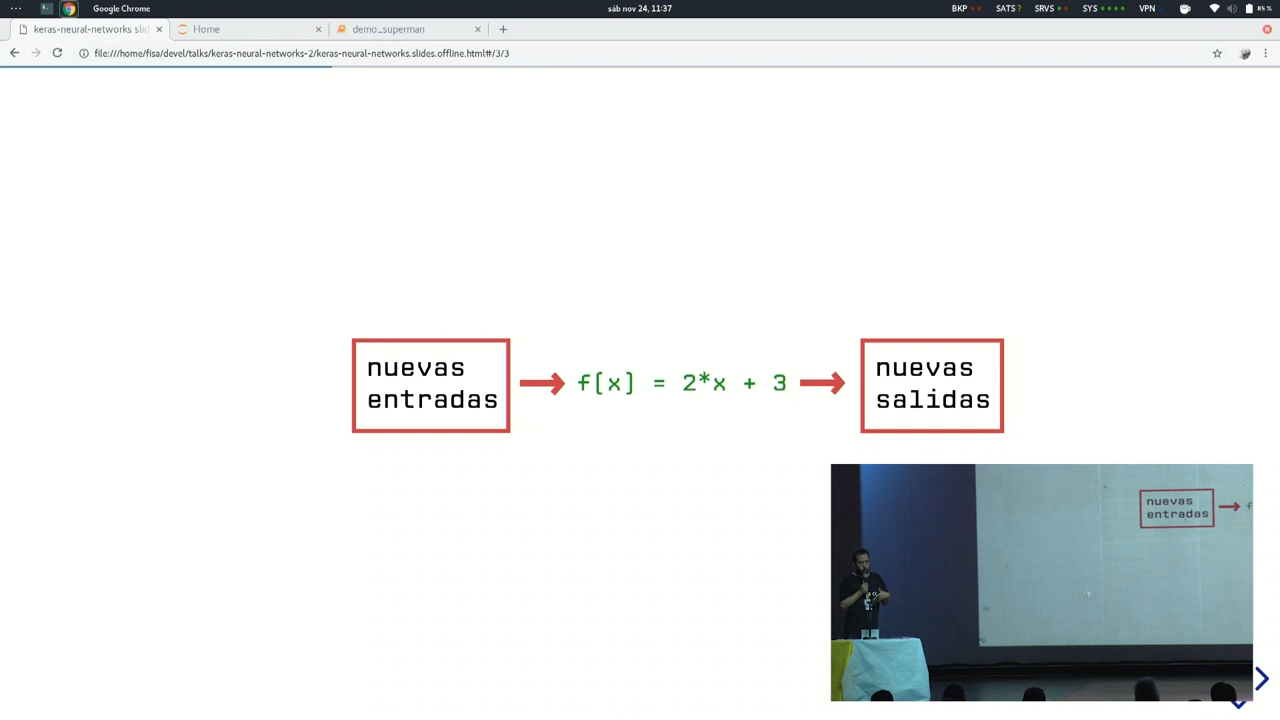 Google Chrome
sáb nov 24, 11:37
BKP
SATS ?
SRVS
SYS
VPN
85 %
keras-neural-networks slid
Home
demo_superman
file:///home/fisa/devel/talks/keras-neural-networks-2/keras-neural-networks.slides.offline.html#/3/3
nuevas
entradas
f(x) = 2*x + 3
nuevas
salidas
nuevas
entradas
f